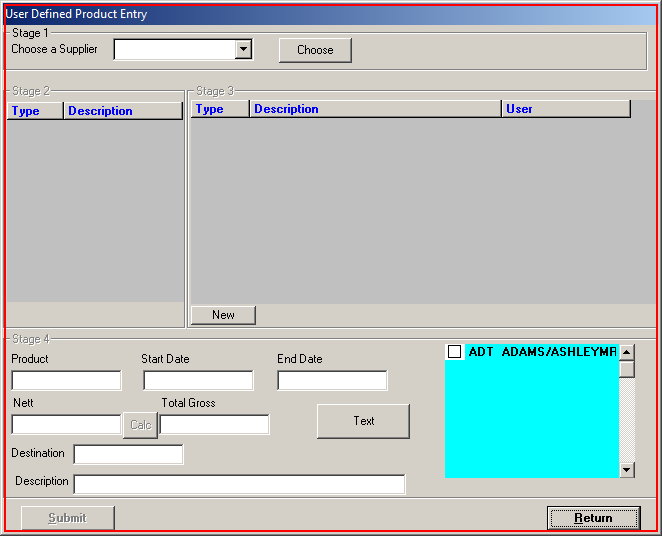 User Defined Product Entry
Stage 1
Choose a Supplier Choose
Stage 2 Stage 3
Type Description Type Description User
New
Stage 4
Product Start Date End Date ADT ADAMS/ASHLEYMR
Nett Total Gross
Calc Text
Destination
Description
Submit Return